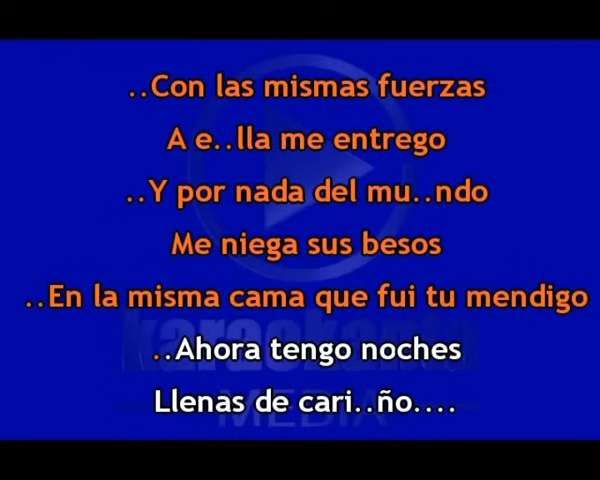 ..Con las mismas fuerzas
A e..lla me entrego
..Y por nada del mu..ndo
Me niega sus besos
..En la misma cama que fui tu mendigo
..Ahora tengo noches
Llenas de cari..ño....
MEDIA